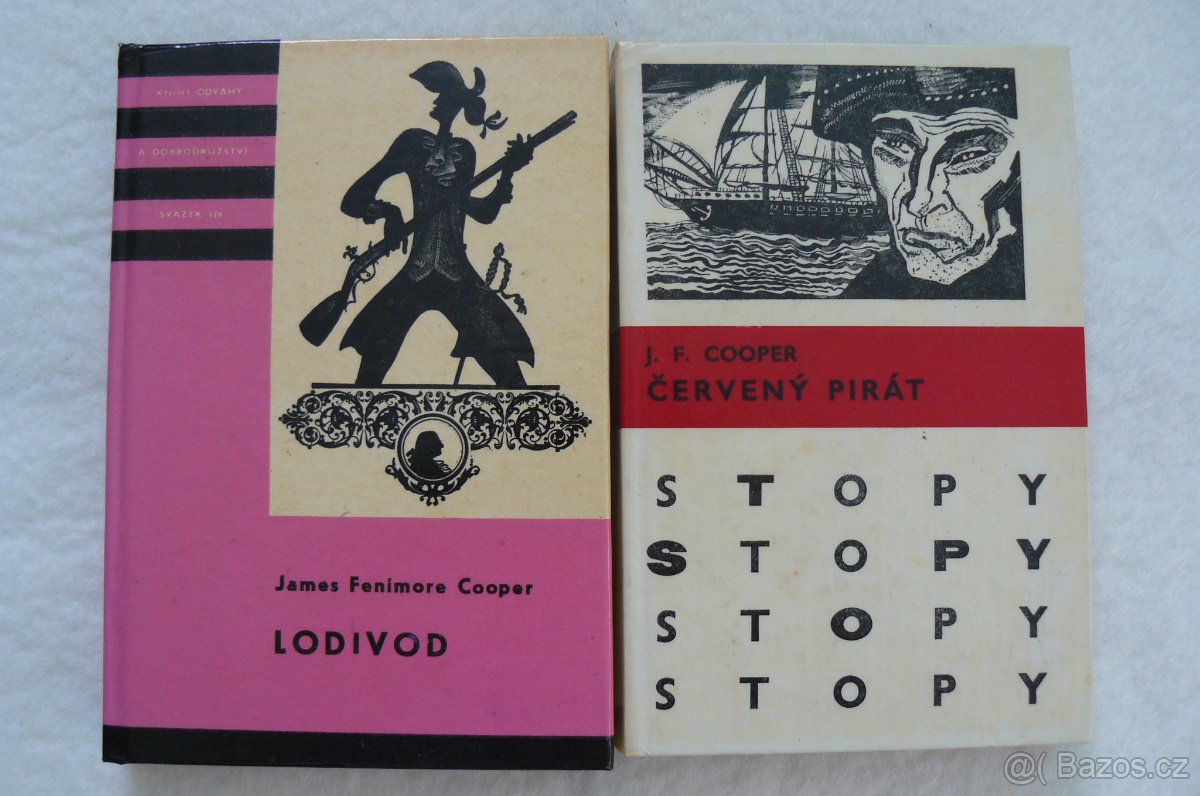 KNIHY ODVAHY
A DOBRODRUŽSTVÍ
SVAZEK 126
James Fenimore Cooper
LODIVOD
J. F. COOPER
ČERVENÝ PIRÁT
STOPY
STOPY
STOPY
STOPY
@( Bazos.cz